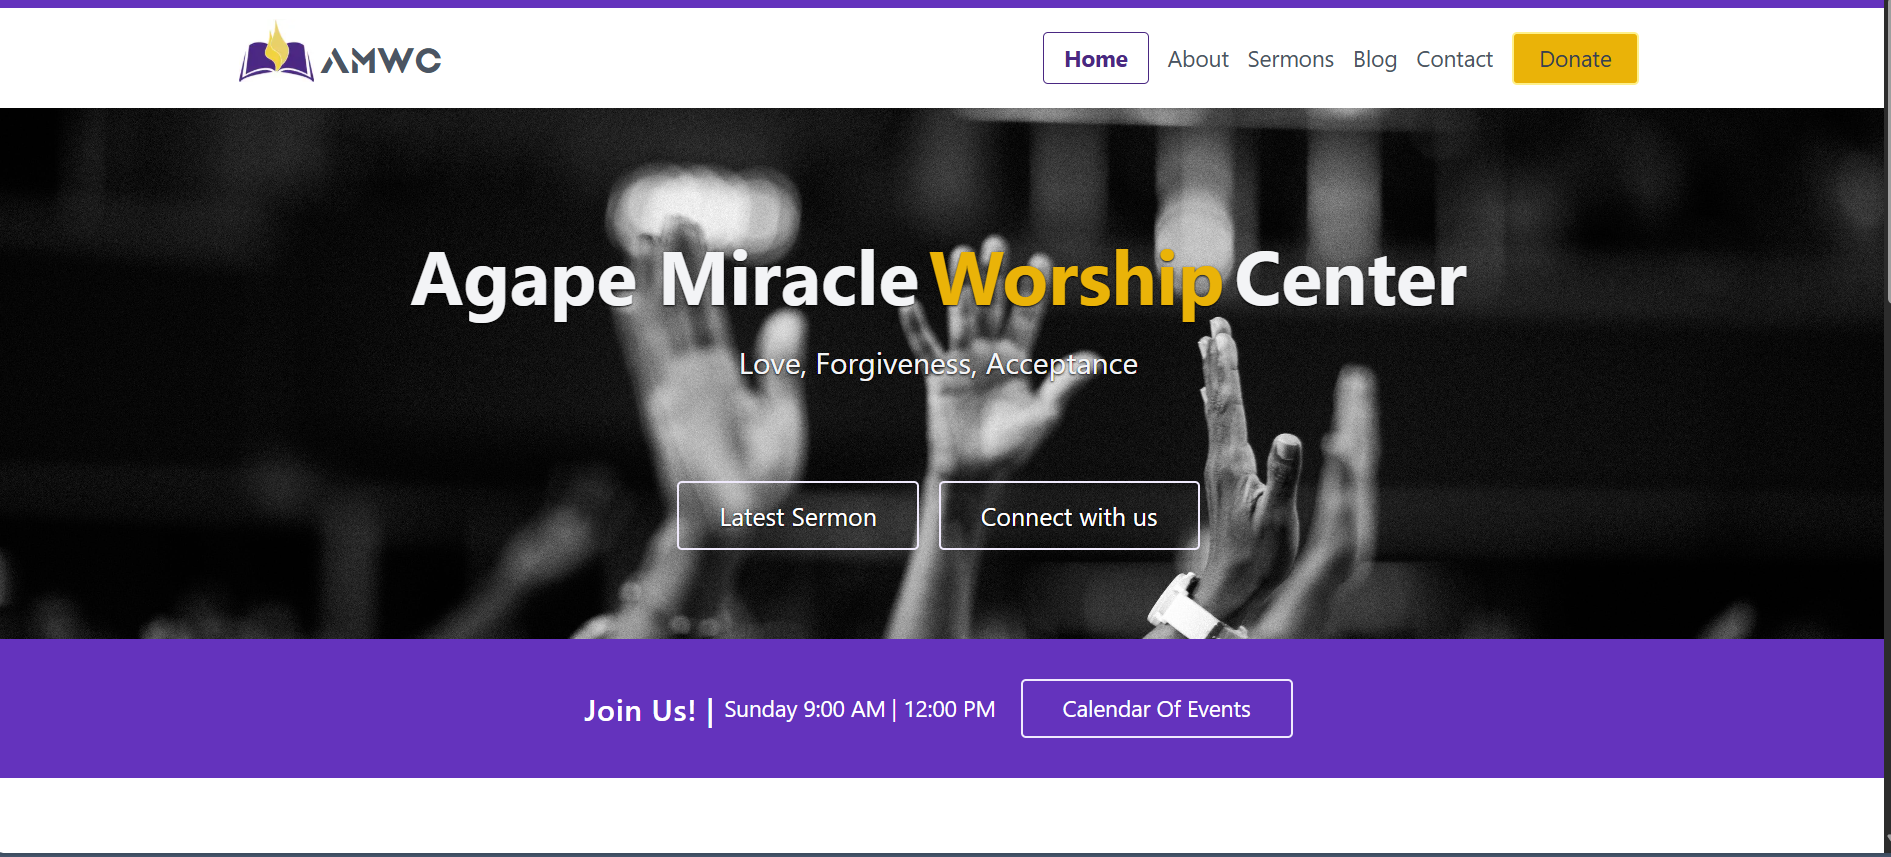 AMWC
Home About Sermons Blog Contact Donate
Agape Miracle Worship Center
Love, Forgiveness, Acceptance
Latest Sermon Connect with us
Join Us! | Sunday 9:00 AM | 12:00 PM Calendar Of Events